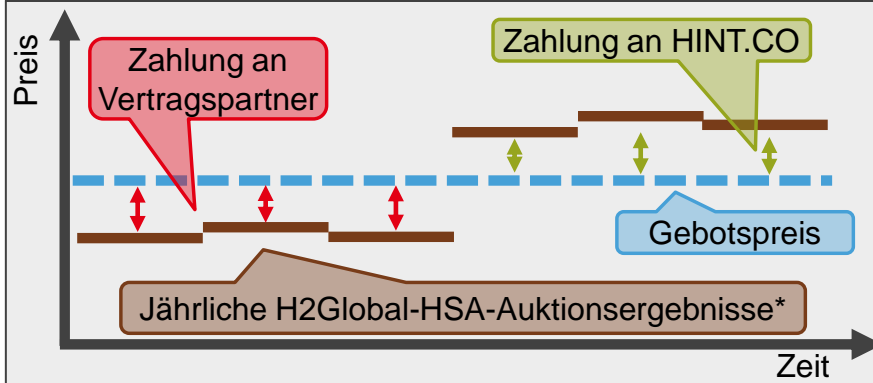 Preis
Zahlung an
Vertragspartner
Zahlung an HINT.CO
Gebotspreis
Jährliche H2Global-HSA-Auktionsergebnisse*
Zeit